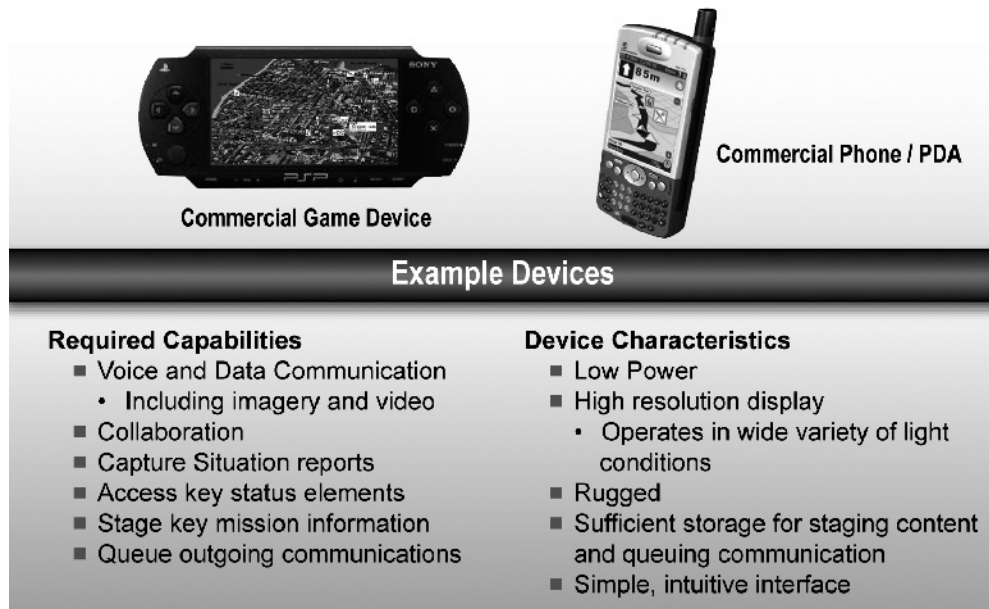 SONY
85m
PSP
Commercial Phone / PDA
Commercial Game Device
Example Devices
Required Capabilities
■ Voice and Data Communication
• Including imagery and video
■ Collaboration
■ Capture Situation reports
■ Access key status elements
■ Stage key mission information
■ Queue outgoing communications
Device Characteristics
■ Low Power
■ High resolution display
• Operates in wide variety of light
conditions
■ Rugged
■ Sufficient storage for staging content
and queuing communication
■ Simple, intuitive interface